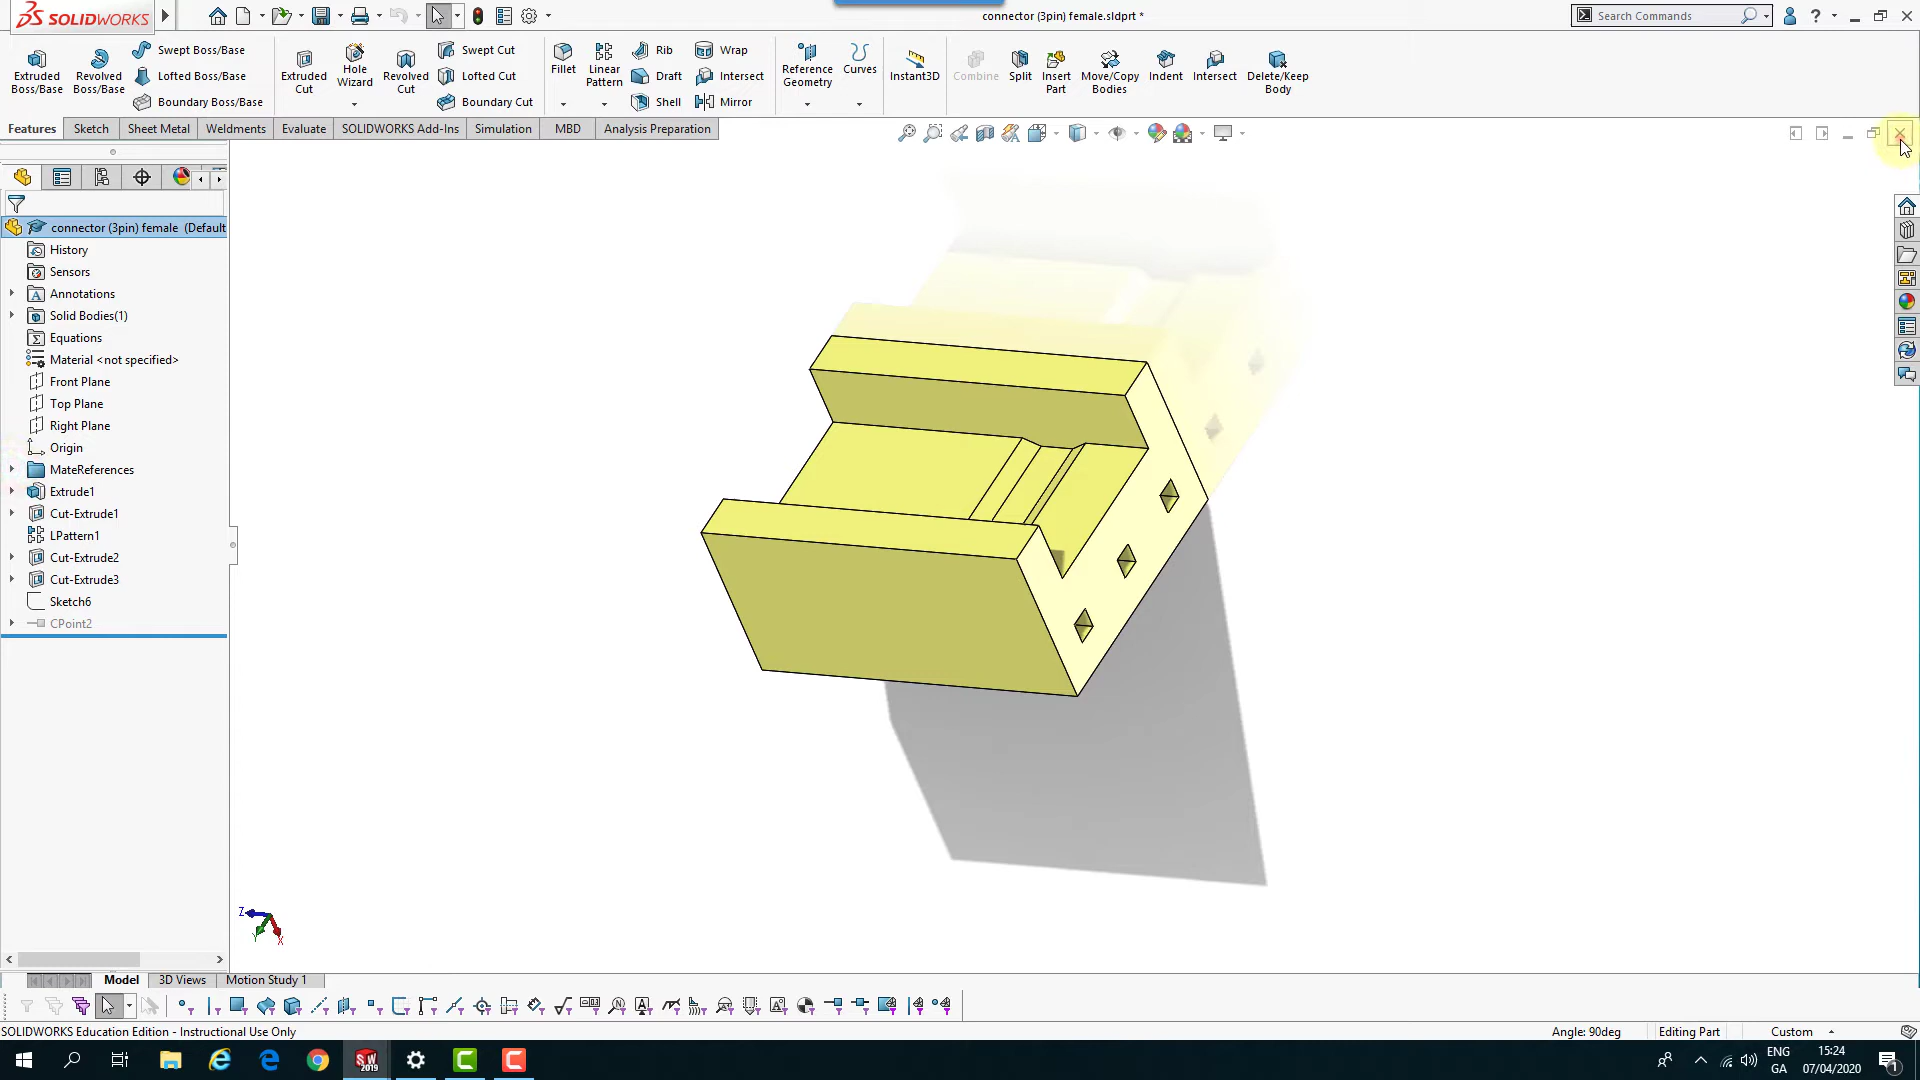 SOLIDWORKS
connector (3pin) female.sldprt *
Search Commands
Extruded Boss/Base
Revolved Boss/Base
Swept Boss/Base
Lofted Boss/Base
Boundary Boss/Base
Extruded Cut
Hole Wizard
Revolved Cut
Swept Cut
Lofted Cut
Boundary Cut
Fillet
Linear Pattern
Rib
Draft
Shell
Wrap
Intersect
Mirror
Reference Geometry
Curves
Instant3D
Combine
Split
Insert Part
Move/Copy Bodies
Indent
Intersect
Delete/Keep Body
Features
Sketch
Sheet Metal
Weldments
Evaluate
SOLIDWORKS Add-Ins
Simulation
MBD
Analysis Preparation
connector (3pin) female (Default
History
Sensors
Annotations
Solid Bodies(1)
Equations
Material <not specified>
Front Plane
Top Plane
Right Plane
Origin
MateReferences
Extrude1
Cut-Extrude1
LPattern1
Cut-Extrude2
Cut-Extrude3
Sketch6
CPoint2
Z
Y
X
Model
3D Views
Motion Study 1
SOLIDWORKS Education Edition - Instructional Use Only
Angle: 90deg
Editing Part
Custom
SW 2019
ENG
GA
15:24
07/04/2020
1